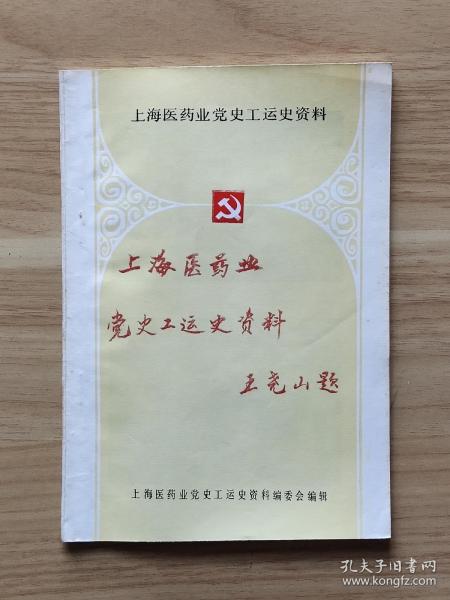 上海医药业党史工运史资料
上海医药业
党史工运史资料
王尧山题
上海医药业党史工运史资料编委会编辑
孔夫子旧书网
www.kongfz.com